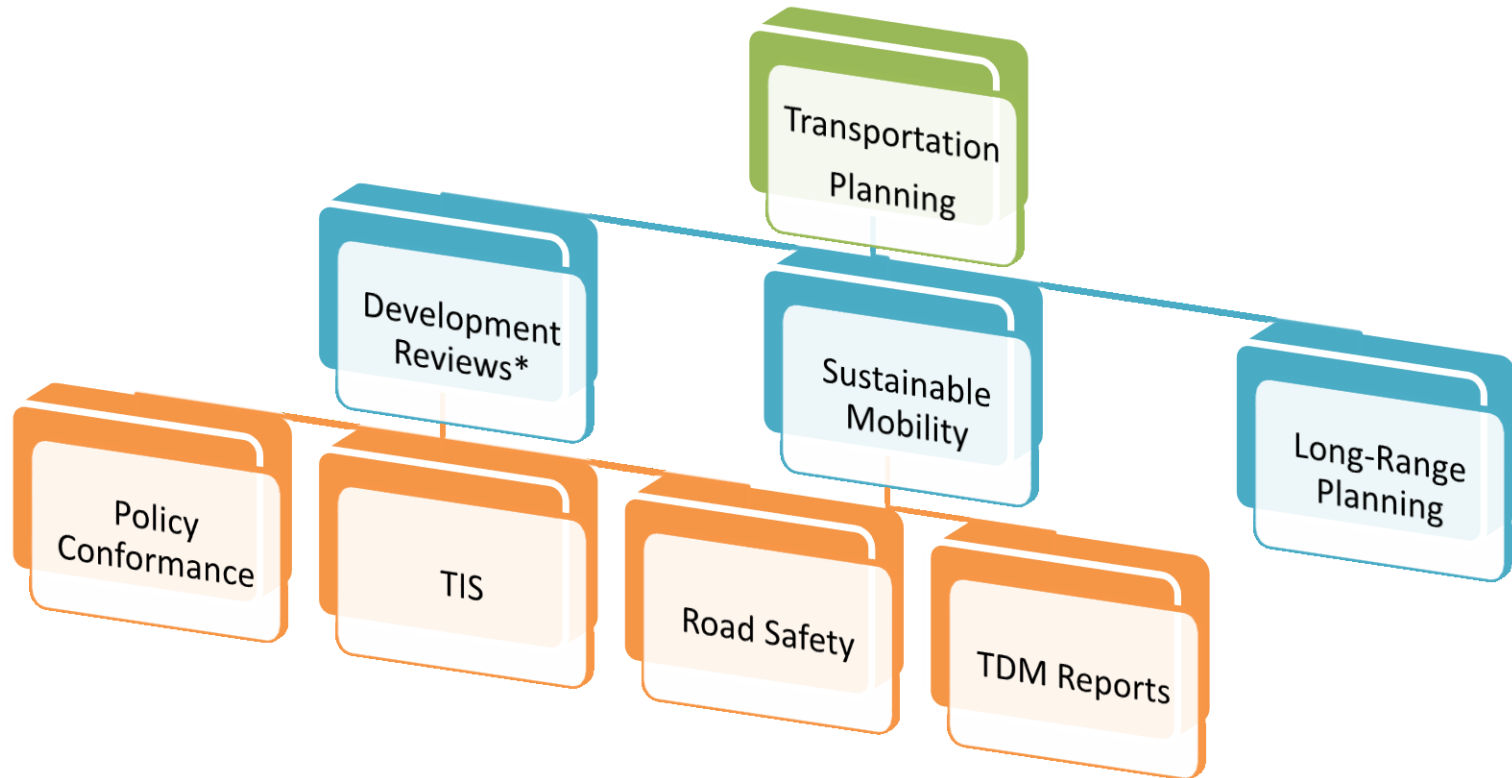 Transportation
Planning
Development
Reviews*
Sustainable
Mobility
Long-Range
Planning
Policy
Conformance
TIS
Road Safety
TDM Reports